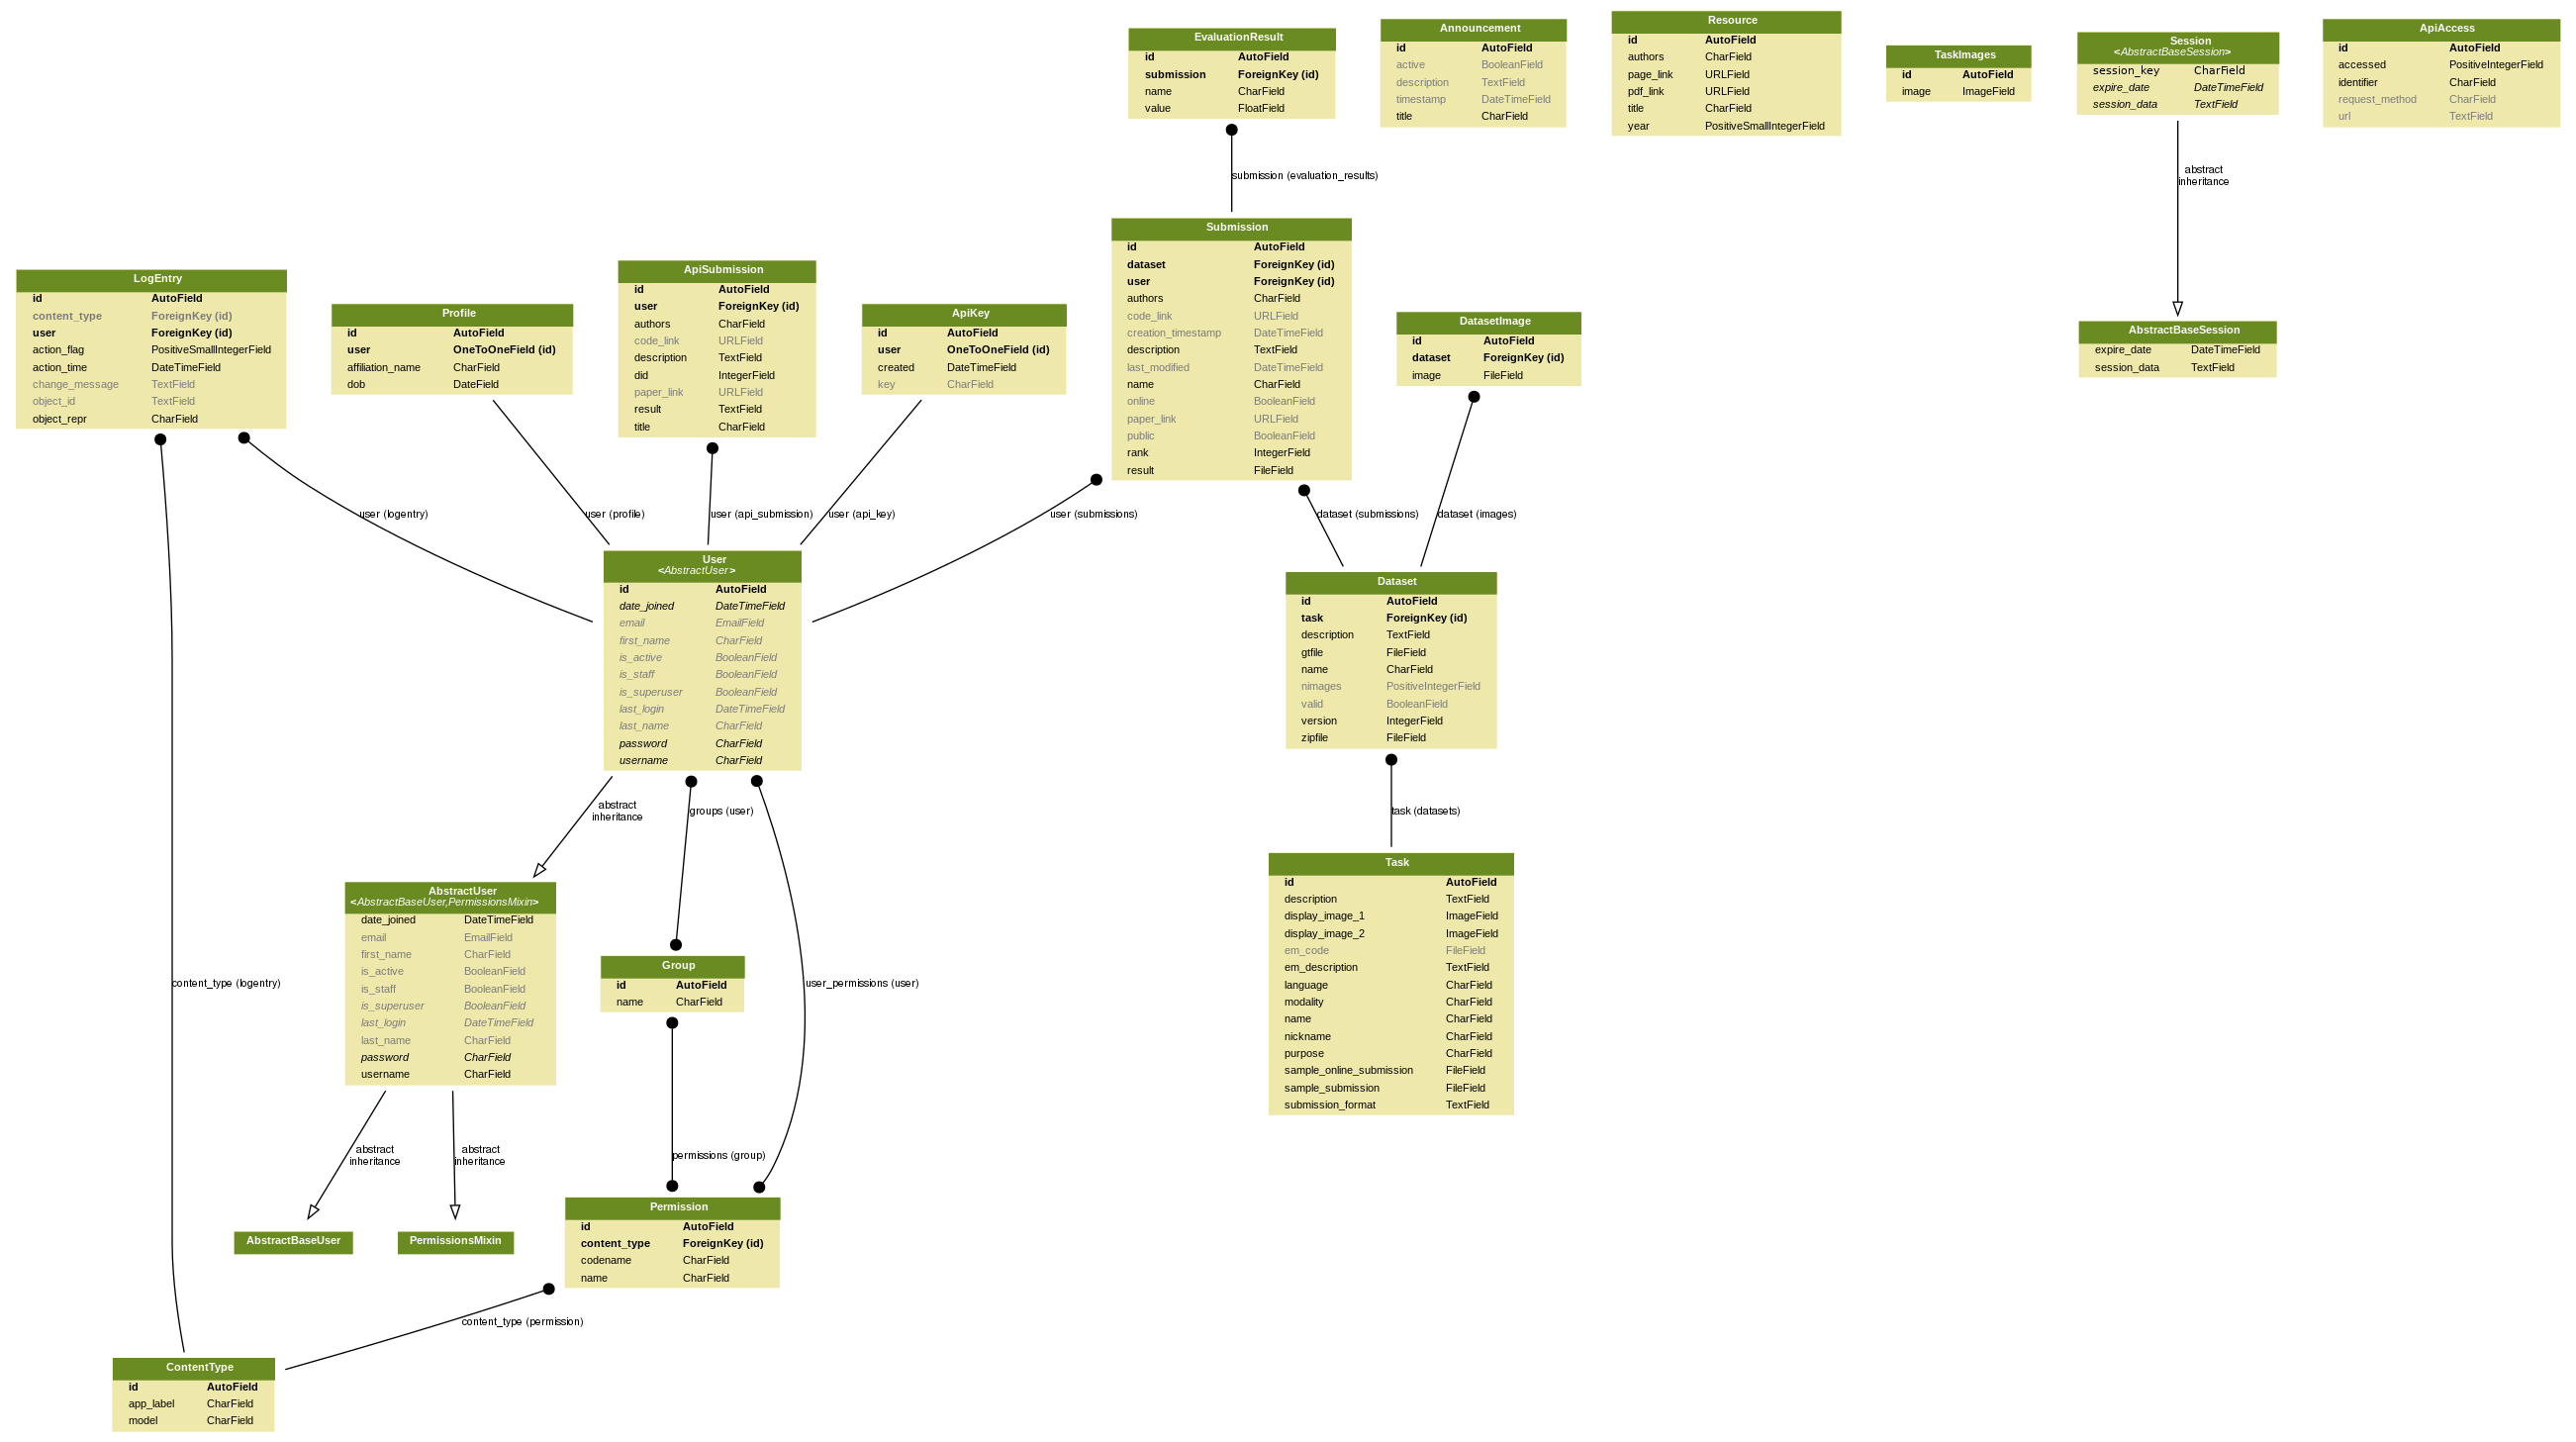 EvaluationResult
id AutoField
submission ForeignKey (id)
name CharField
value FloatField
Announcement
id AutoField
active BooleanField
description TextField
timestamp DateTimeField
title CharField
Resource
id AutoField
authors CharField
page_link URLField
pdf_link URLField
title CharField
year PositiveSmallIntegerField
TaskImages
id AutoField
image ImageField
Session
<AbstractBaseSession>
session_key CharField
expire_date DateTimeField
session_data TextField
ApiAccess
id AutoField
accessed PositiveIntegerField
identifier CharField
request_method CharField
url TextField
submission (evaluation_results)
abstract
inheritance
LogEntry
id AutoField
content_type ForeignKey (id)
user ForeignKey (id)
action_flag PositiveSmallIntegerField
action_time DateTimeField
change_message TextField
object_id TextField
object_repr CharField
Profile
id AutoField
user OneToOneField (id)
affiliation_name CharField
dob DateField
ApiSubmission
id AutoField
user ForeignKey (id)
authors CharField
code_link URLField
description TextField
did IntegerField
paper_link URLField
result TextField
title CharField
ApiKey
id AutoField
user OneToOneField (id)
created DateTimeField
key CharField
Submission
id AutoField
dataset ForeignKey (id)
user ForeignKey (id)
authors CharField
code_link URLField
creation_timestamp DateTimeField
description TextField
last_modified DateTimeField
name CharField
online BooleanField
paper_link URLField
public BooleanField
rank IntegerField
result FileField
DatasetImage
id AutoField
dataset ForeignKey (id)
image FileField
AbstractBaseSession
expire_date DateTimeField
session_data TextField
user (logentry)
user (profile)
user (api_submission)
user (api_key)
user (submissions)
dataset (submissions)
dataset (images)
User
<AbstractUser>
id AutoField
date_joined DateTimeField
email EmailField
first_name CharField
is_active BooleanField
is_staff BooleanField
is_superuser BooleanField
last_login DateTimeField
last_name CharField
password CharField
username CharField
Dataset
id AutoField
task ForeignKey (id)
description TextField
gtfile FileField
name CharField
nimages PositiveIntegerField
valid BooleanField
version IntegerField
zipfile FileField
abstract
inheritance
groups (user)
task (datasets)
AbstractUser
<AbstractBaseUser,PermissionsMixin>
date_joined DateTimeField
email EmailField
first_name CharField
is_active BooleanField
is_staff BooleanField
is_superuser BooleanField
last_login DateTimeField
last_name CharField
password CharField
username CharField
Group
id AutoField
name CharField
content_type (logentry)
user_permissions (user)
Task
id AutoField
description TextField
display_image_1 ImageField
display_image_2 ImageField
em_code FileField
em_description TextField
language CharField
modality CharField
name CharField
nickname CharField
purpose CharField
sample_online_submission FileField
sample_submission FileField
submission_format TextField
abstract
inheritance
abstract
inheritance
permissions (group)
AbstractBaseUser
PermissionsMixin
Permission
id AutoField
content_type ForeignKey (id)
codename CharField
name CharField
content_type (permission)
ContentType
id AutoField
app_label CharField
model CharField